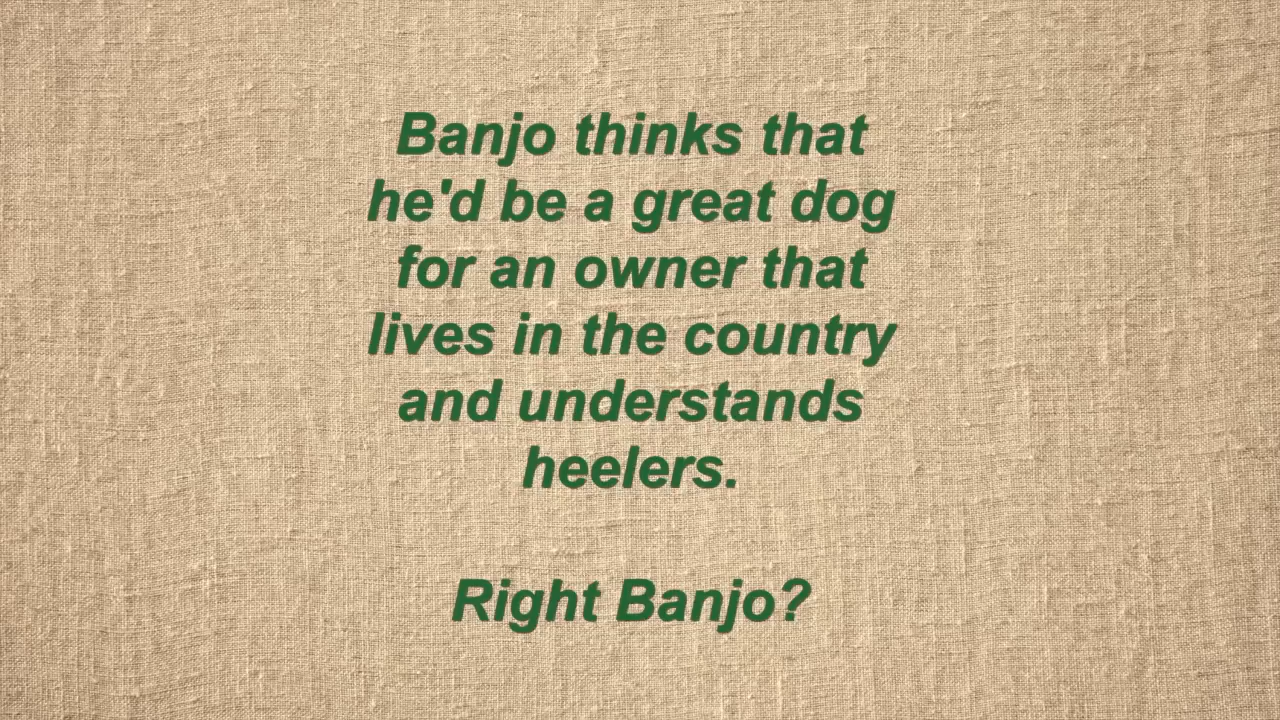 Banjo thinks that
he'd be a great dog
for an owner that
lives in the country
and understands
heelers.
Right Banjo?